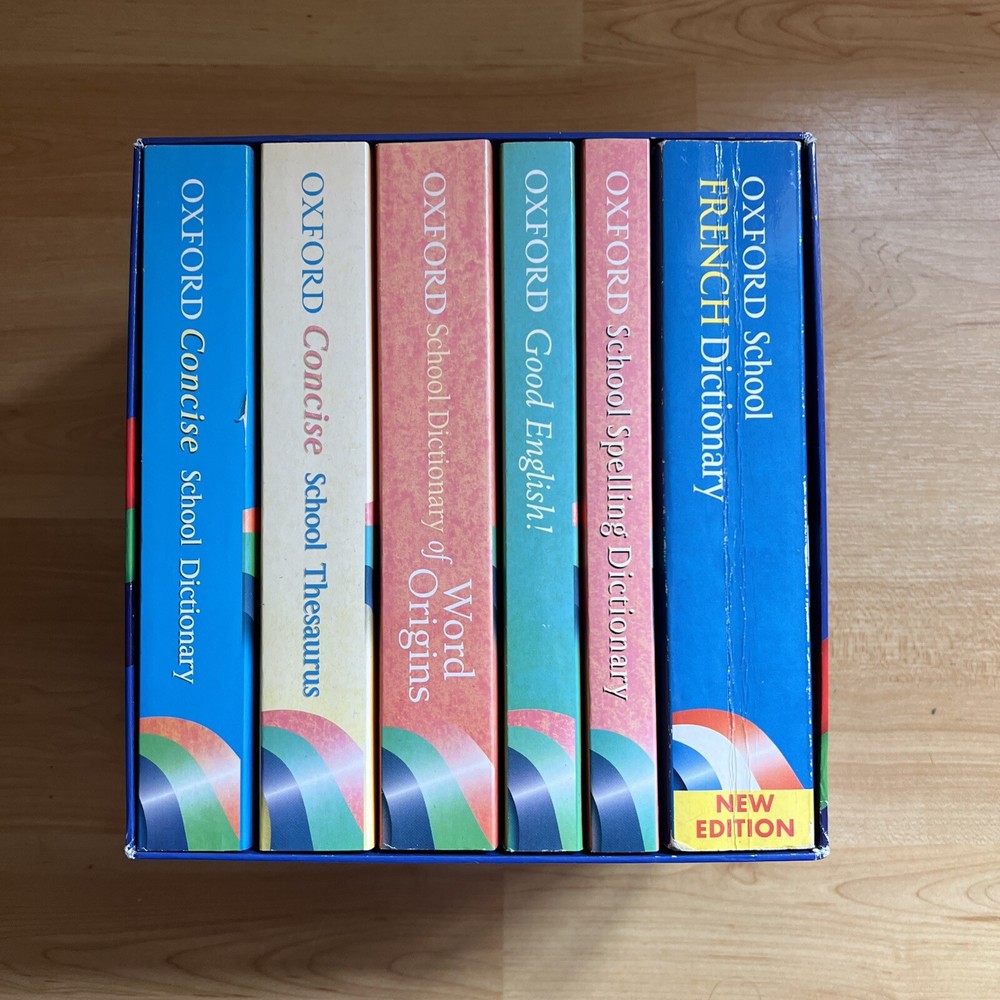 OXFORD Concise School Dictionary
OXFORD Concise School Thesaurus
OXFORD School Dictionary of Word
Origins
OXFORD Good English!
OXFORD School Spelling Dictionary
OXFORD School
FRENCH Dictionary
NEW
EDITION